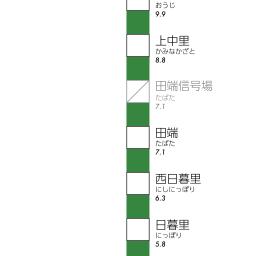 おうじ
9.9
上中里
かみなかざと
8.8
田端信号場
たばた
7.1
田端
たばた
7.1
西日暮里
にしにっぽり
6.3
日暮里
にっぽり
5.8